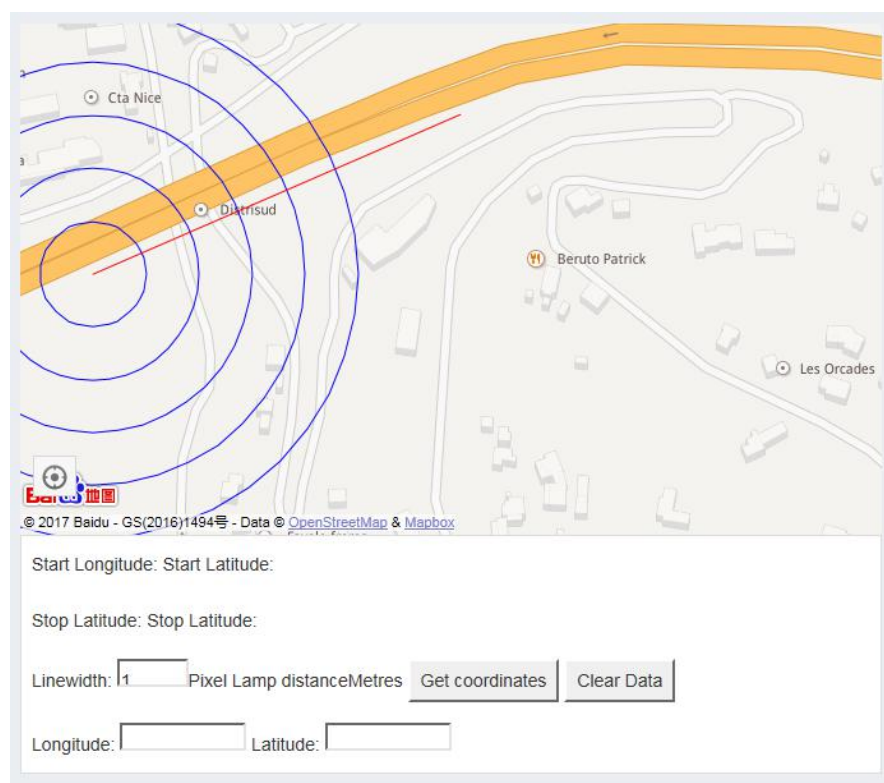 Cta Nice
Distrisud
Beruto Patrick
Les Orcades
Bai 地圖
© 2017 Baidu - GS(2016)1494号 - Data © OpenStreetMap & Mapbox
Start Longitude: Start Latitude:
Stop Latitude: Stop Latitude:
Linewidth: 1 Pixel Lamp distanceMetres Get coordinates Clear Data
Longitude: Latitude: